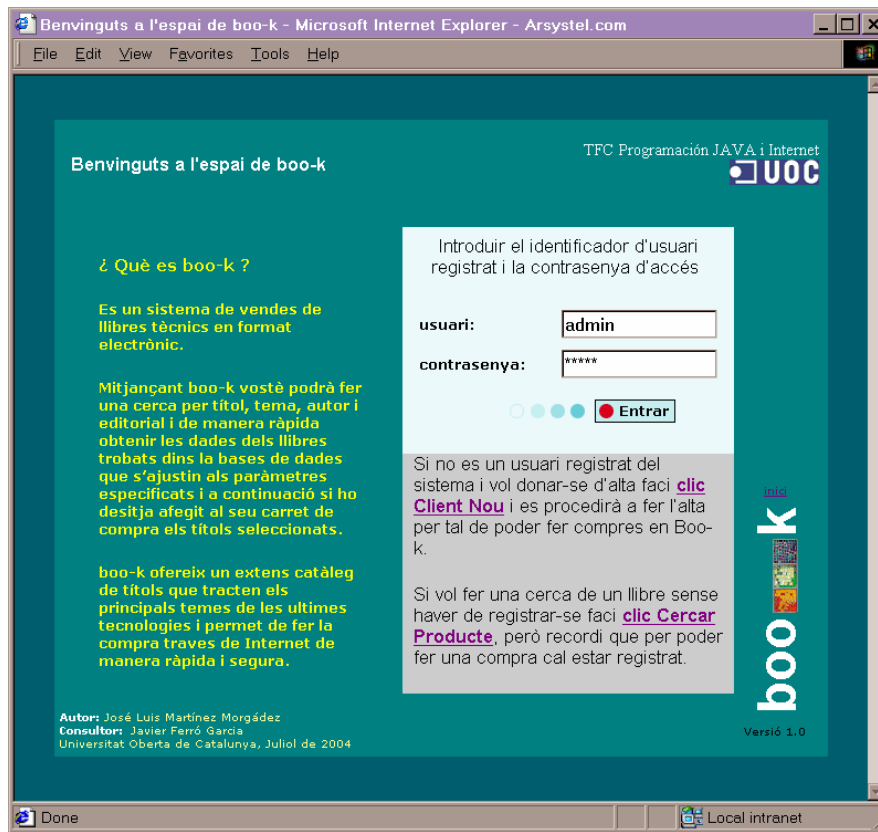 Benvinguts a l'espai de boo-k - Microsoft Internet Explorer - Arsystel.com
File Edit View Favorites Tools Help
Benvinguts a l'espai de boo-k
TFC Programación JAVA i Internet
UOC
¿ Què es boo-k ?
Es un sistema de vendes de
llibres tècnics en format
electrònic.
Mitjançant boo-k vostè podrà fer
una cerca per títol, tema, autor i
editorial i de manera ràpida
obtenir les dades dels llibres
trobats dins la bases de dades
que s'ajustin als paràmetres
especificats i a continuació si ho
desitja afegit al seu carret de
compra els títols seleccionats.
boo-k ofereix un extens catàleg
de títols que tracten els
principals temes de les ultimes
tecnologies i permet de fer la
compra traves de Internet de
manera ràpida i segura.
Introduir el identificador d'usuari
registrat i la contrasenya d'accés
usuari: admin
contrasenya: *****
Entrar
Si no es un usuari registrat del
sistema i vol donar-se d'alta faci clic
Client Nou i es procedirà a fer l'alta
per tal de poder fer compres en Boo-
k.
Si vol fer una cerca de un llibre sense
haver de registrar-se faci clic Cercar
Producte, però recordi que per poder
fer una compra cal estar registrat.
inici
boo k
Versió 1.0
Autor: José Luis Martínez Morgádez
Consultor: Javier Ferró Garcia
Universitat Oberta de Catalunya, Juliol de 2004
Done
Local intranet